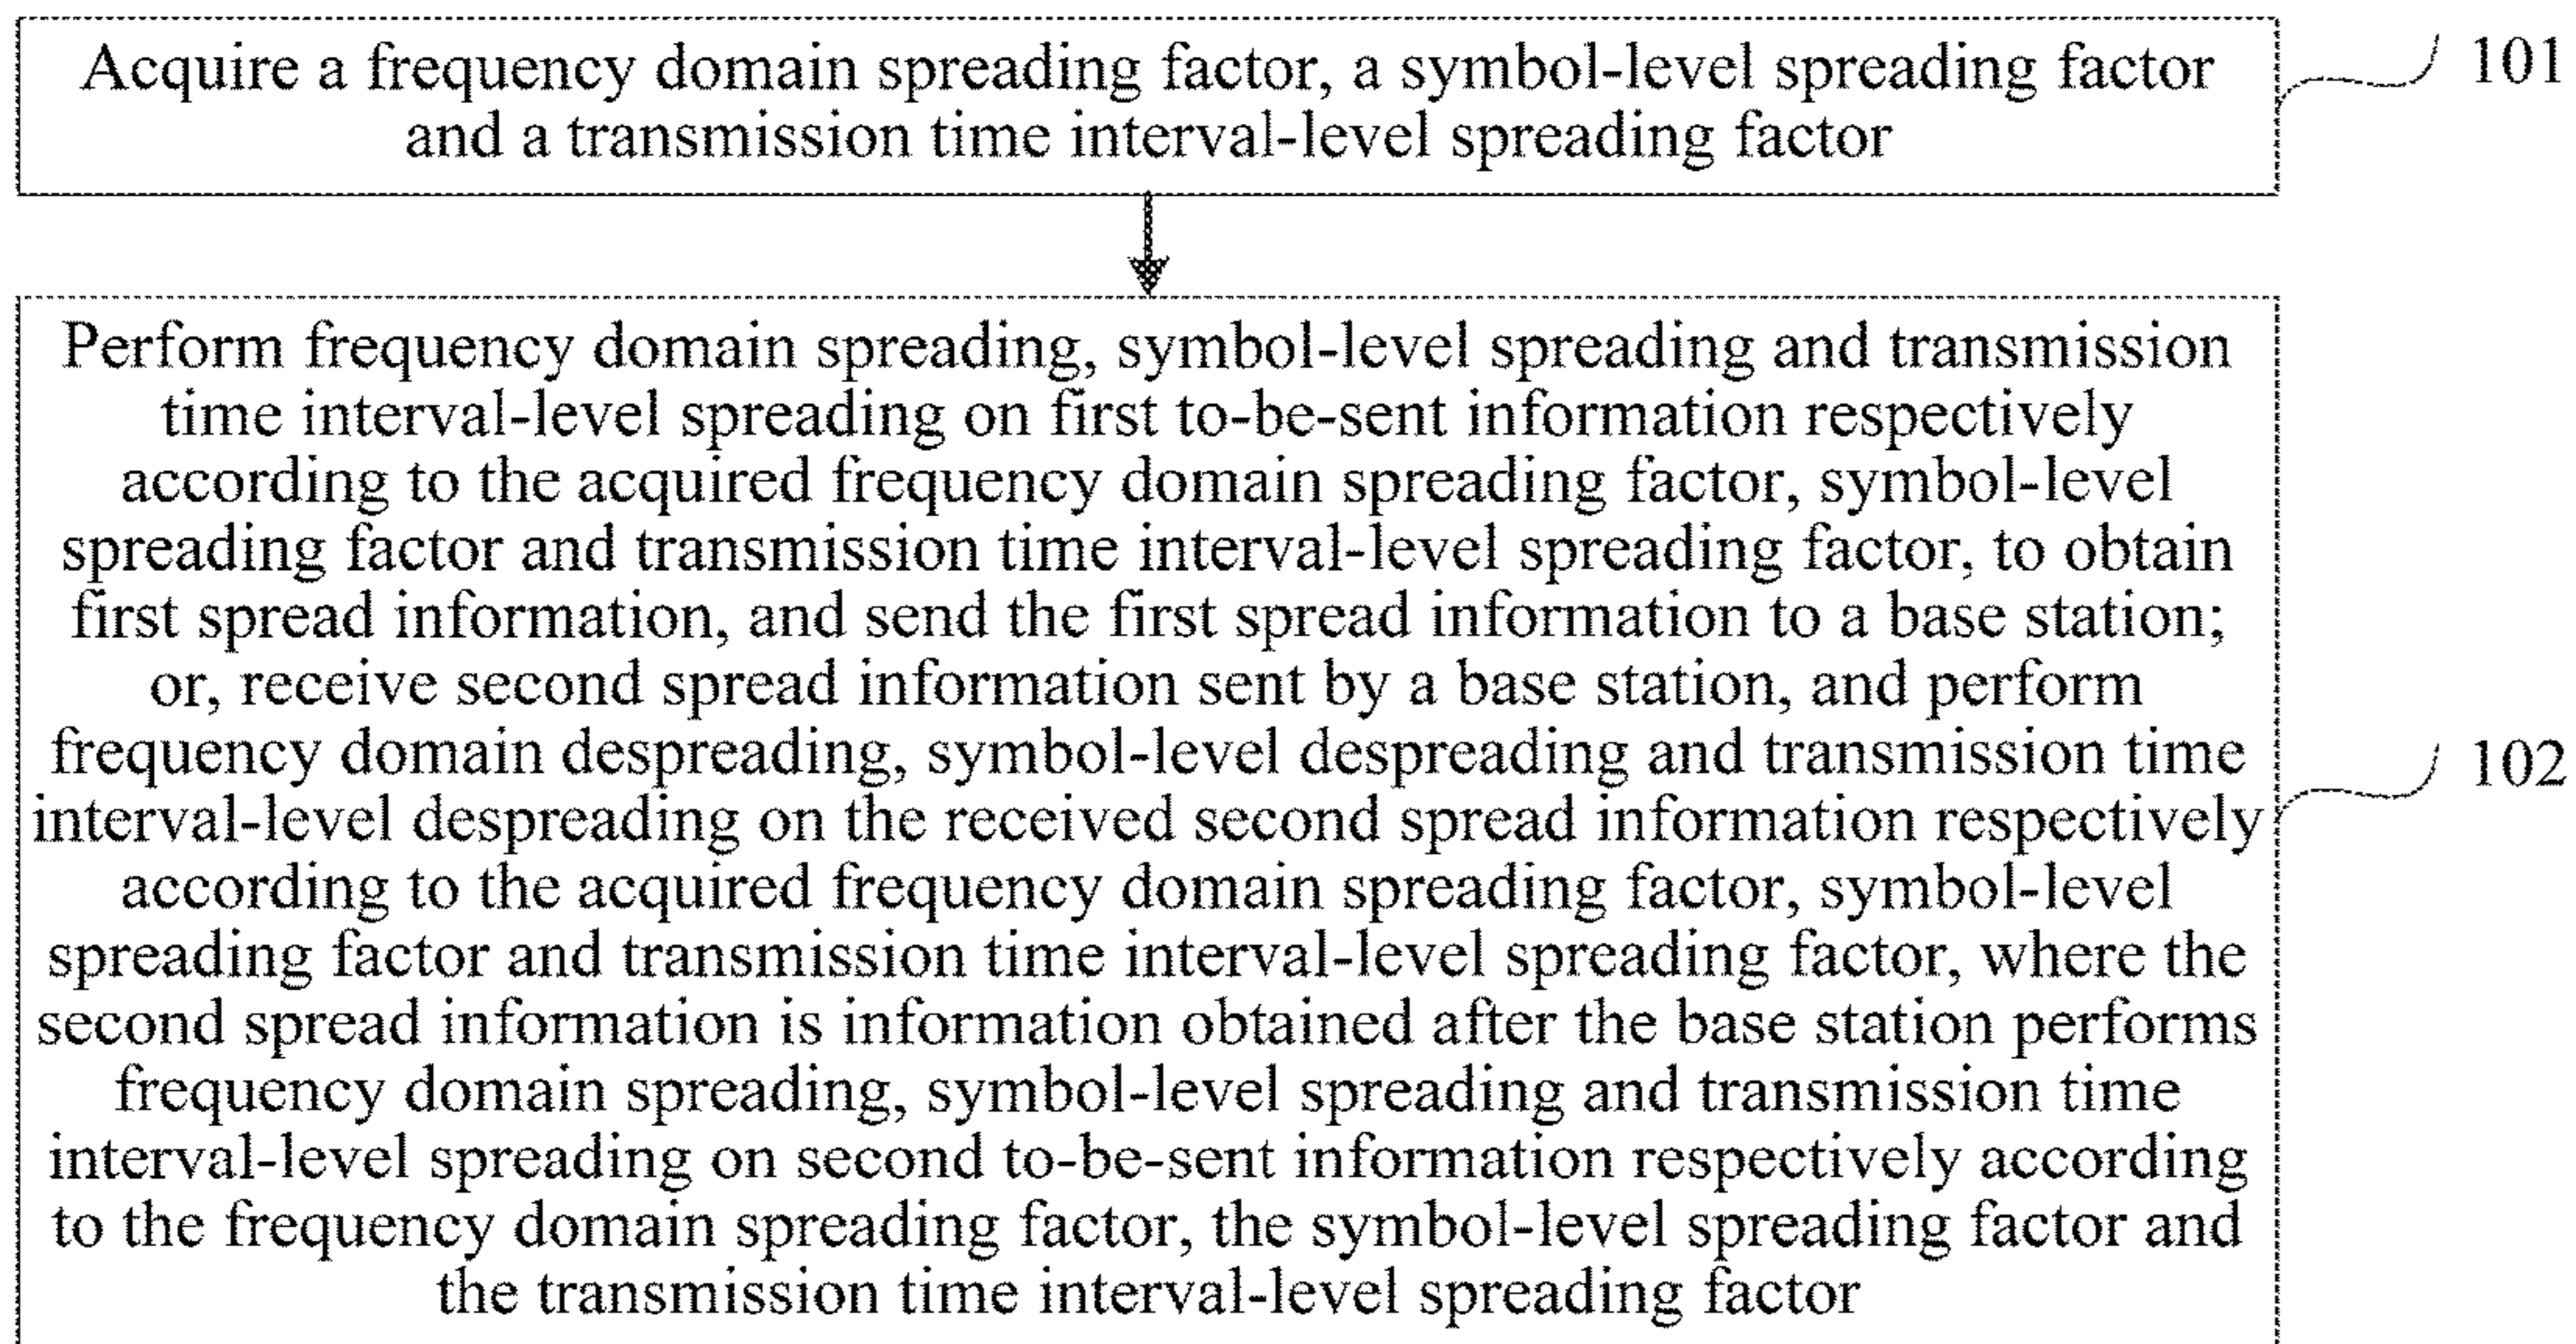 Acquire a frequency domain spreading factor, a symbol-level spreading factor
and a transmission time interval-level spreading factor
101
Perform frequency domain spreading, symbol-level spreading and transmission
time interval-level spreading on first to-be-sent information respectively
according to the acquired frequency domain spreading factor, symbol-level
spreading factor and transmission time interval-level spreading factor, to obtain
first spread information, and send the first spread information to a base station;
or, receive second spread information sent by a base station, and perform
frequency domain despreading, symbol-level despreading and transmission time
interval-level despreading on the received second spread information respectively
according to the acquired frequency domain spreading factor, symbol-level
spreading factor and transmission time interval-level spreading factor, where the
second spread information is information obtained after the base station performs
frequency domain spreading, symbol-level spreading and transmission time
interval-level spreading on second to-be-sent information respectively according
to the frequency domain spreading factor, the symbol-level spreading factor and
the transmission time interval-level spreading factor
102